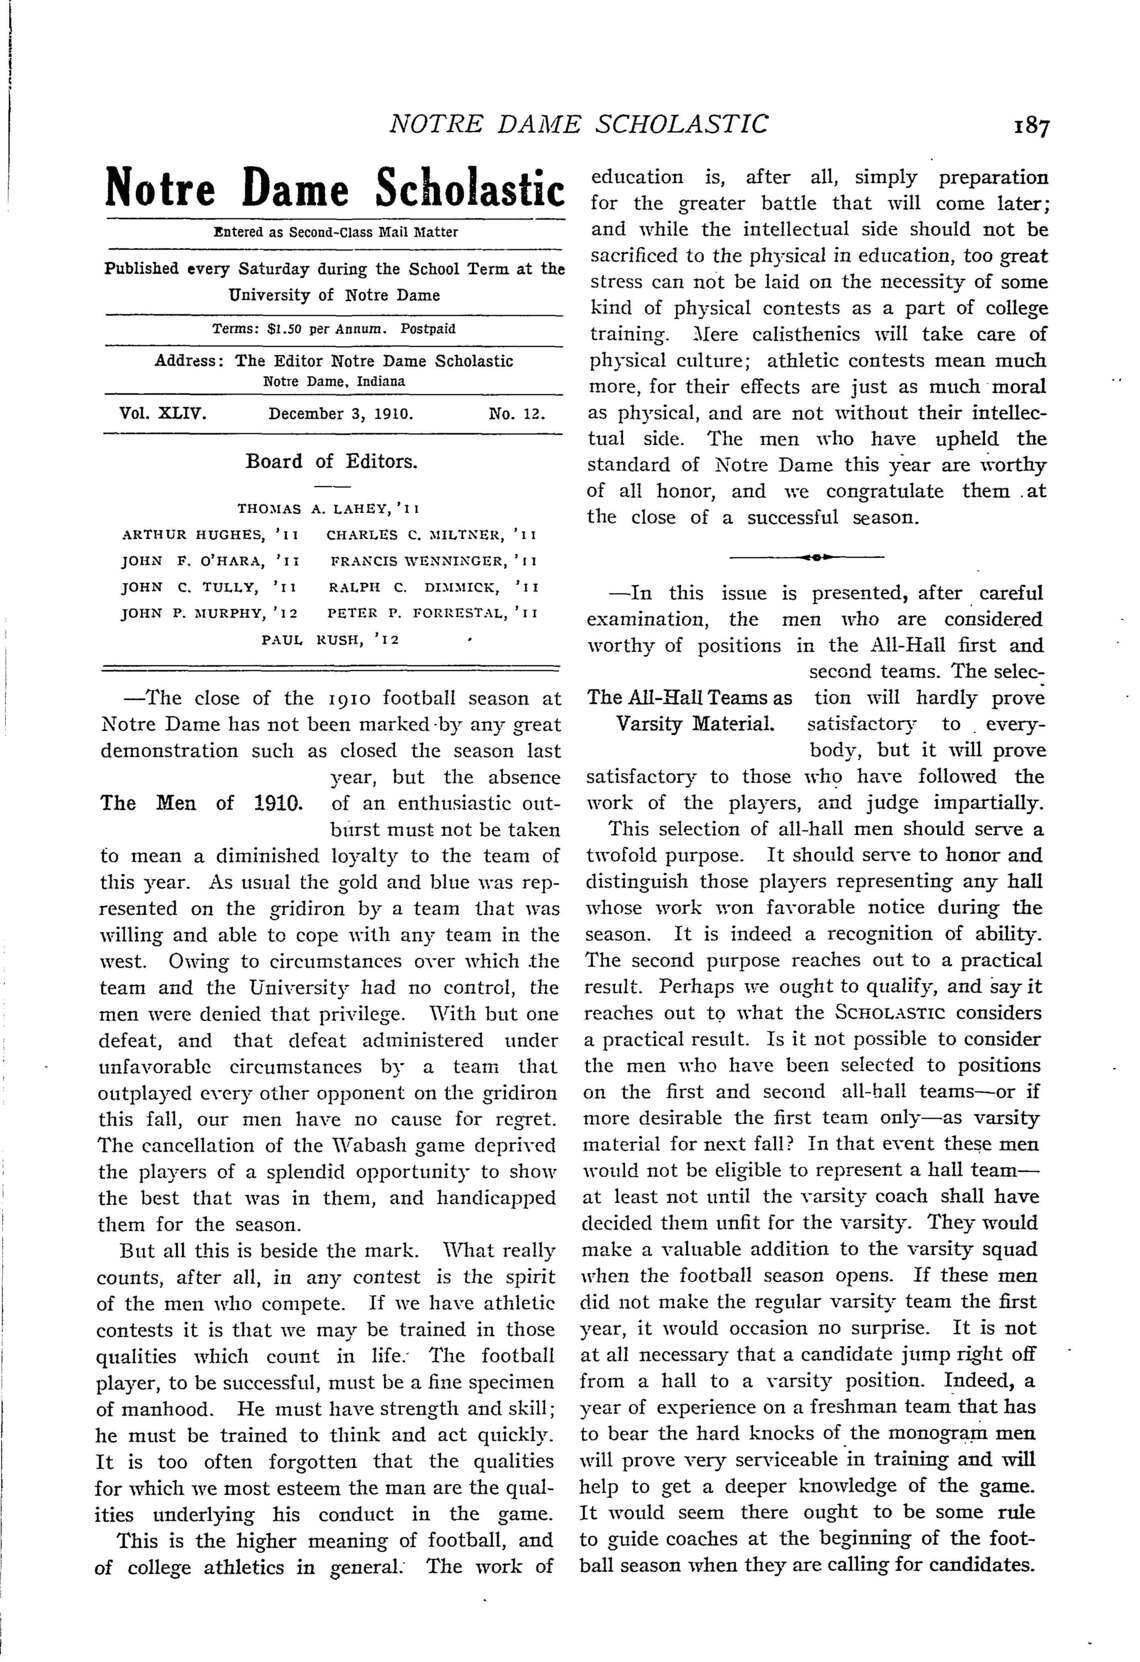 NOTRE DAME SCHOLASTIC 187
Notre Dame Scholastic
Entered as Second-Class Mail Matter
Published every Saturday during the School Term at the
University of Notre Dame
Terms: $1.50 per Annum. Postpaid
Address: The Editor Notre Dame Scholastic
Notre Dame, Indiana
Vol. XLIV. December 3, 1910. No. 12.
Board of Editors.
THOMAS A. LAHEY, '11
ARTHUR HUGHES, '11 CHARLES C. MILTNER, '11
JOHN F. O'HARA, '11 FRANCIS WENNINGER, '11
JOHN C. TULLY, '11 RALPH C. DIMMICK, '11
JOHN P. MURPHY, '12 PETER P. FORRESTAL, '11
PAUL RUSH, '12
—The close of the 1910 football season at
Notre Dame has not been marked by any great
demonstration such as closed the season last
year, but the absence
The Men of 1910. of an enthusiastic out-
burst must not be taken
to mean a diminished loyalty to the team of
this year. As usual the gold and blue was rep-
resented on the gridiron by a team that was
willing and able to cope with any team in the
west. Owing to circumstances over which the
team and the University had no control, the
men were denied that privilege. With but one
defeat, and that defeat administered under
unfavorable circumstances by a team that
outplayed every other opponent on the gridiron
this fall, our men have no cause for regret.
The cancellation of the Wabash game deprived
the players of a splendid opportunity to show
the best that was in them, and handicapped
them for the season.
But all this is beside the mark. What really
counts, after all, in any contest is the spirit
of the men who compete. If we have athletic
contests it is that we may be trained in those
qualities which count in life. The football
player, to be successful, must be a fine specimen
of manhood. He must have strength and skill;
he must be trained to think and act quickly.
It is too often forgotten that the qualities
for which we most esteem the man are the qual-
ities underlying his conduct in the game.
This is the higher meaning of football, and
of college athletics in general. The work of
education is, after all, simply preparation
for the greater battle that will come later;
and while the intellectual side should not be
sacrificed to the physical in education, too great
stress can not be laid on the necessity of some
kind of physical contests as a part of college
training. Mere calisthenics will take care of
physical culture; athletic contests mean much
more, for their effects are just as much moral
as physical, and are not without their intellec-
tual side. The men who have upheld the
standard of Notre Dame this year are worthy
of all honor, and we congratulate them at
the close of a successful season.
—In this issue is presented, after careful
examination, the men who are considered
worthy of positions in the All-Hall first and
second teams. The selec-
The All-Hall Teams as tion will hardly prove
Varsity Material. satisfactory to every-
body, but it will prove
satisfactory to those who have followed the
work of the players, and judge impartially.
This selection of all-hall men should serve a
twofold purpose. It should serve to honor and
distinguish those players representing any hall
whose work won favorable notice during the
season. It is indeed a recognition of ability.
The second purpose reaches out to a practical
result. Perhaps we ought to qualify, and say it
reaches out to what the SCHOLASTIC considers
a practical result. Is it not possible to consider
the men who have been selected to positions
on the first and second all-hall teams—or if
more desirable the first team only—as varsity
material for next fall? In that event these men
would not be eligible to represent a hall team—
at least not until the varsity coach shall have
decided them unfit for the varsity. They would
make a valuable addition to the varsity squad
when the football season opens. If these men
did not make the regular varsity team the first
year, it would occasion no surprise. It is not
at all necessary that a candidate jump right off
from a hall to a varsity position. Indeed, a
year of experience on a freshman team that has
to bear the hard knocks of the monogram men
will prove very serviceable in training and will
help to get a deeper knowledge of the game.
It would seem there ought to be some rule
to guide coaches at the beginning of the foot-
ball season when they are calling for candidates.